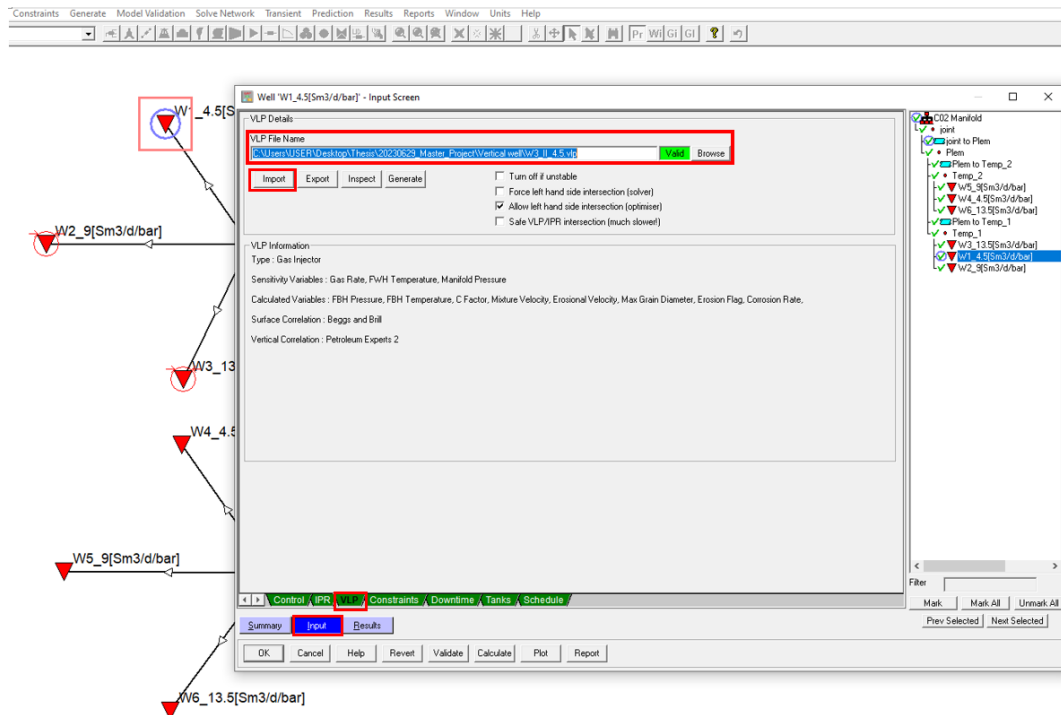 Constraints Generate Model Validation Solve Network Transient Prediction Results Reports Window Units Help
Pr Wi Gi Gl
W1_4.5[S
W2_9[Sm3/d/bar]
W3_13
W4_4.5
W5_9[Sm3/d/bar]
W6_13.5[Sm3/d/bar]
Well 'W1_4.5[Sm3/d/bar]' - Input Screen
VLP Details
VLP File Name
C:\Users\USER\Desktop\Thesis\20230629_Master_Project\Vertical well\W3_II_4.5.vlp Valid Browse
Import Export Inspect Generate
Turn off if unstable
Force left hand side intersection (solver)
Allow left hand side intersection (optimiser)
Safe VLP/IPR intersection (much slower!)
VLP Information
Type : Gas Injector
Sensitivity Variables : Gas Rate, FWH Temperature, Manifold Pressure
Calculated Variables : FBH Pressure, FBH Temperature, C Factor, Mixture Velocity, Erosional Velocity, Max Grain Diameter, Erosion Flag, Corrosion Rate,
Surface Correlation : Beggs and Brill
Vertical Correlation : Petroleum Experts 2
Control IPR VLP Constraints Downtime Tanks Schedule
Summary Input Results
OK Cancel Help Revert Validate Calculate Plot Report
C02 Manifold
joint
joint to Plem
Plem
Plem to Temp_2
Temp_2
W5_9[Sm3/d/bar]
W4_4.5[Sm3/d/bar]
W6_13.5[Sm3/d/bar]
Plem to Temp_1
Temp_1
W3_13.5[Sm3/d/bar]
W1_4.5[Sm3/d/bar]
W2_9[Sm3/d/bar]
Filter
Mark Mark All Unmark All
Prev Selected Next Selected